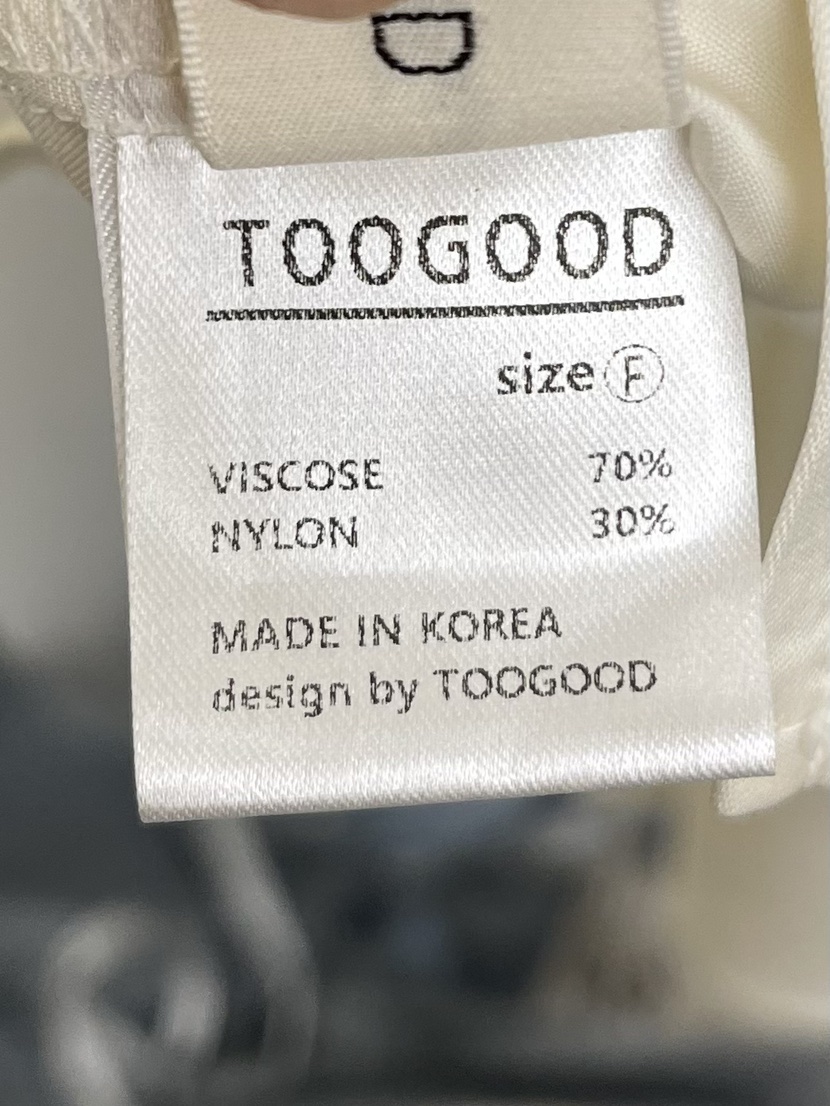 D
TOOGOOD
size Ⓕ
VISCOSE 70%
NYLON 30%
MADE IN KOREA
design by TOOGOOD